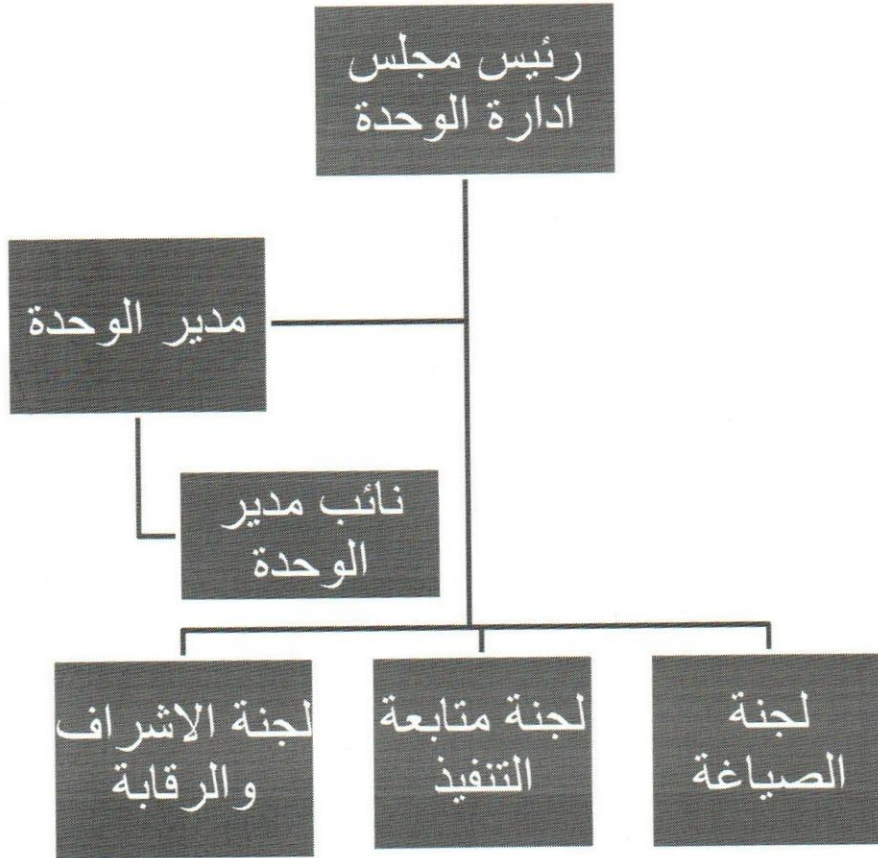 رئيس مجلس
ادارة الوحدة
مدير الوحدة
نائب مدير
الوحدة
لجنة
الصياغة
لجنة متابعة
التنفيذ
لجنة الاشراف
والرقابة